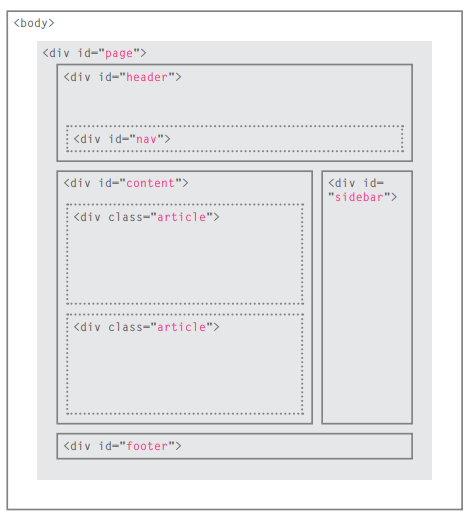 <body>
<div id="page">
<div id="header">
<div id="nav">
<div id="content">
<div id=
"sidebar">
<div class="article">
<div class="article">
<div id="footer">